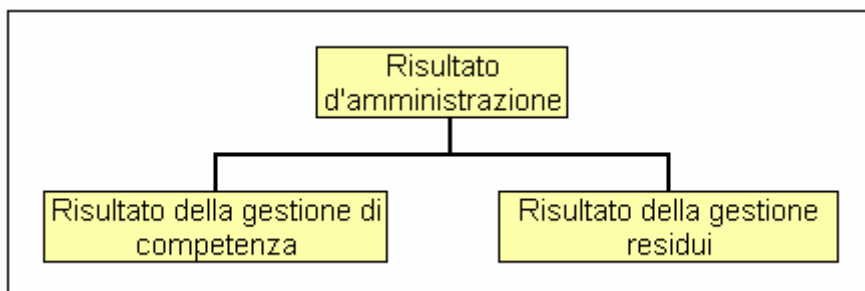 Risultato
d'amministrazione
Risultato della gestione di
competenza
Risultato della gestione
residui